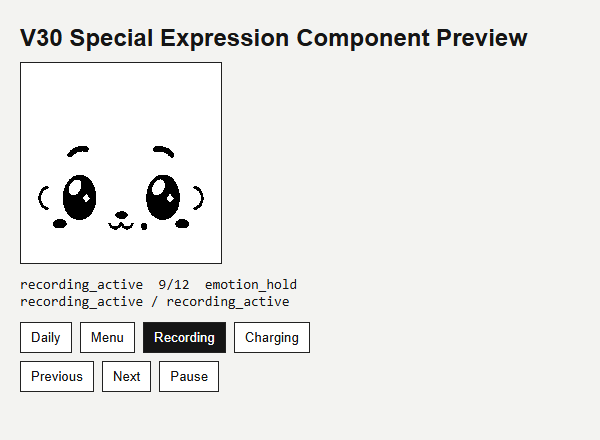 V30 Special Expression Component Preview
recording_active  9/12  emotion_hold
recording_active / recording_active
Daily Menu Recording Charging
Previous Next Pause